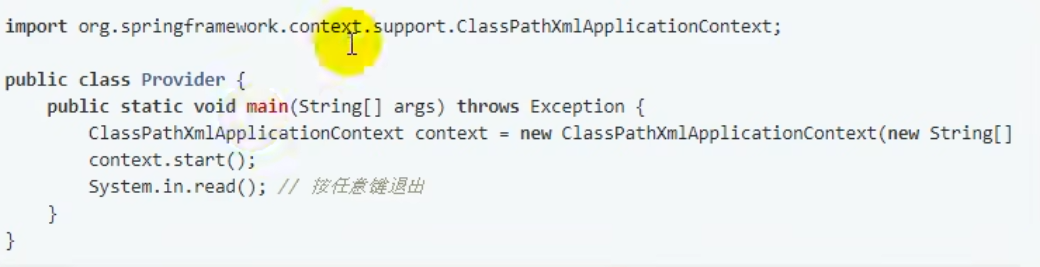 import org.springframework.context.support.ClassPathXmlApplicationContext;
public class Provider {
public static void main(String[] args) throws Exception {
ClassPathXmlApplicationContext context = new ClassPathXmlApplicationContext(new String[]
context.start();
System.in.read(); // 按任意键退出
}
}